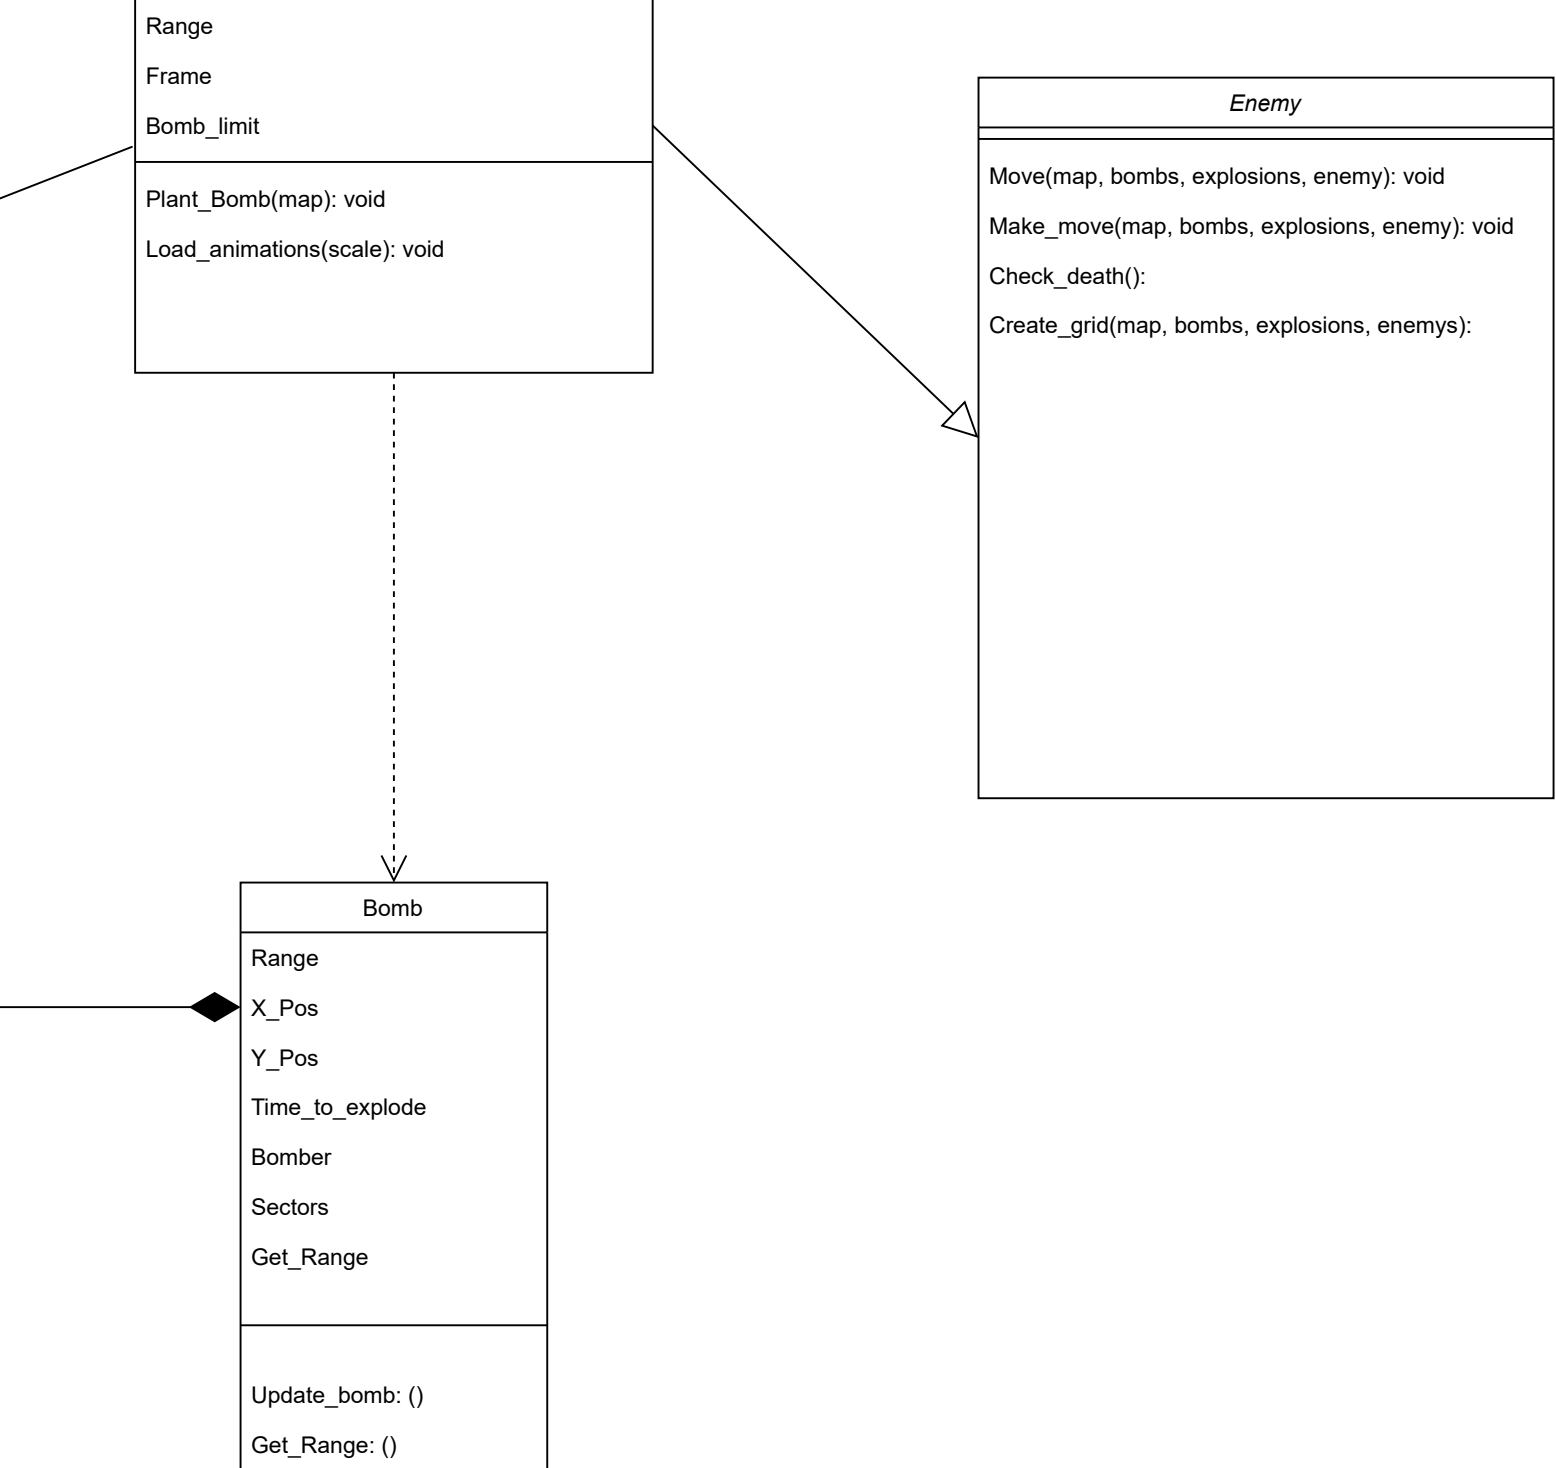 Range
Frame
Bomb_limit
Plant_Bomb(map): void
Load_animations(scale): void
Enemy
Move(map, bombs, explosions, enemy): void
Make_move(map, bombs, explosions, enemy): void
Check_death():
Create_grid(map, bombs, explosions, enemys):
Bomb
Range
X_Pos
Y_Pos
Time_to_explode
Bomber
Sectors
Get_Range
Update_bomb: ()
Get_Range: ()